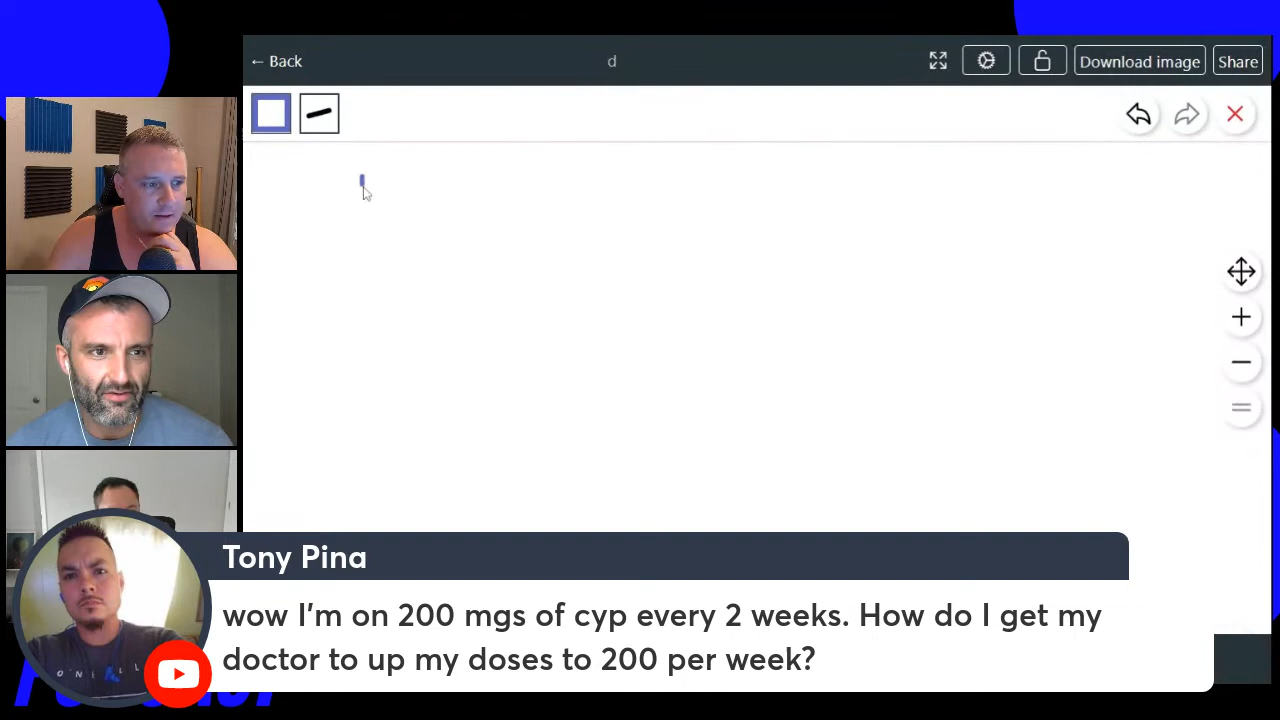 ← Back
d
Download image
Share
Tony Pina
wow I'm on 200 mgs of cyp every 2 weeks. How do I get my
doctor to up my doses to 200 per week?